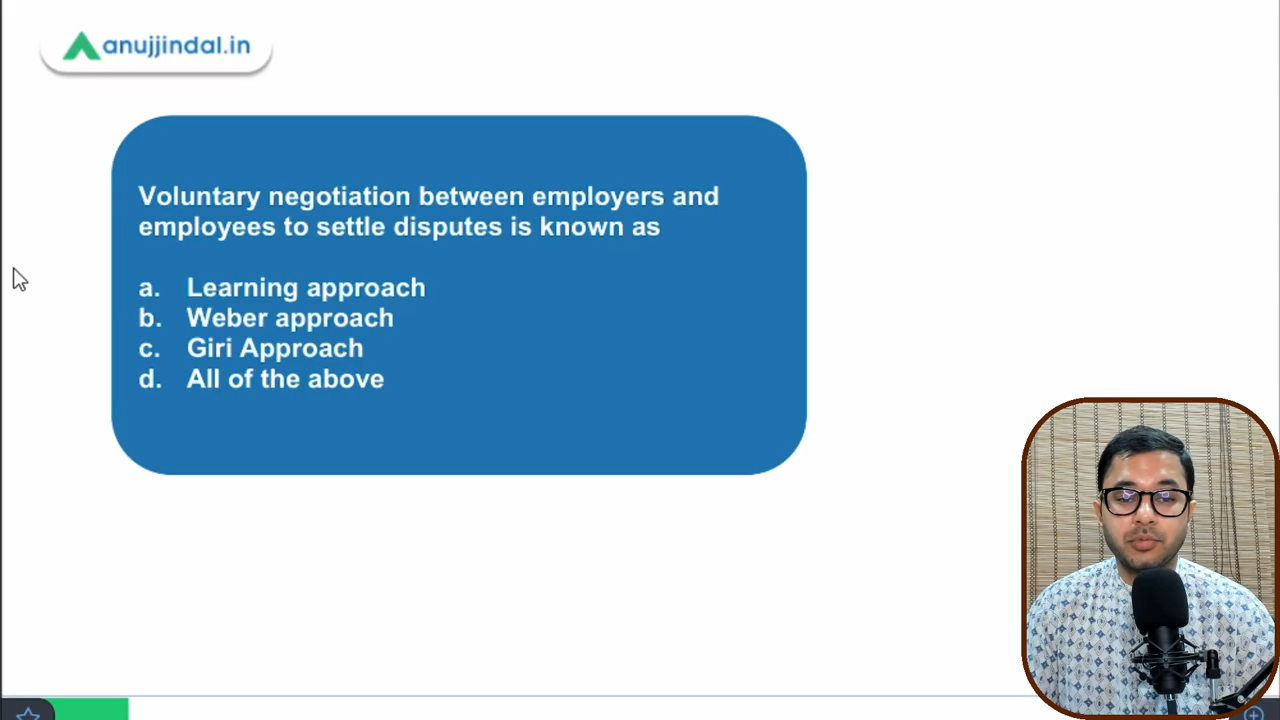 anujjindal.in
Voluntary negotiation between employers and
employees to settle disputes is known as
a. Learning approach
b. Weber approach
c. Giri Approach
d. All of the above